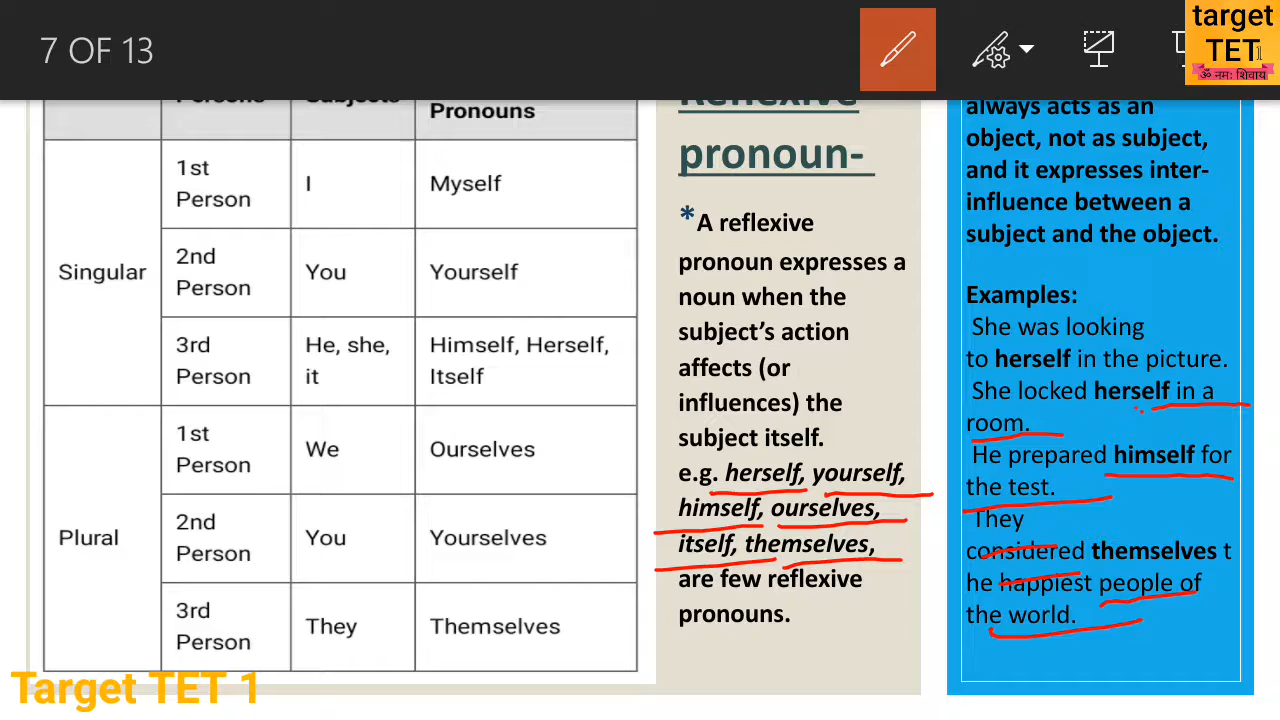 7 OF 13
target
TET
ॐ नमः शिवाय
Persons
Subjects
Pronouns
Singular
1st
Person
I
Myself
2nd
Person
You
Yourself
3rd
Person
He, she,
it
Himself, Herself,
Itself
Plural
1st
Person
We
Ourselves
2nd
Person
You
Yourselves
3rd
Person
They
Themselves
Reflexive
pronoun-
*A reflexive
pronoun expresses a
noun when the
subject's action
affects (or
influences) the
subject itself.
e.g. herself, yourself,
himself, ourselves,
itself, themselves,
are few reflexive
pronouns.
always acts as an
object, not as subject,
and it expresses inter-
influence between a
subject and the object.
Examples:
She was looking
to herself in the picture.
She locked herself in a
room.
He prepared himself for
the test.
They
considered themselves t
he happiest people of
the world.
Target TET 1